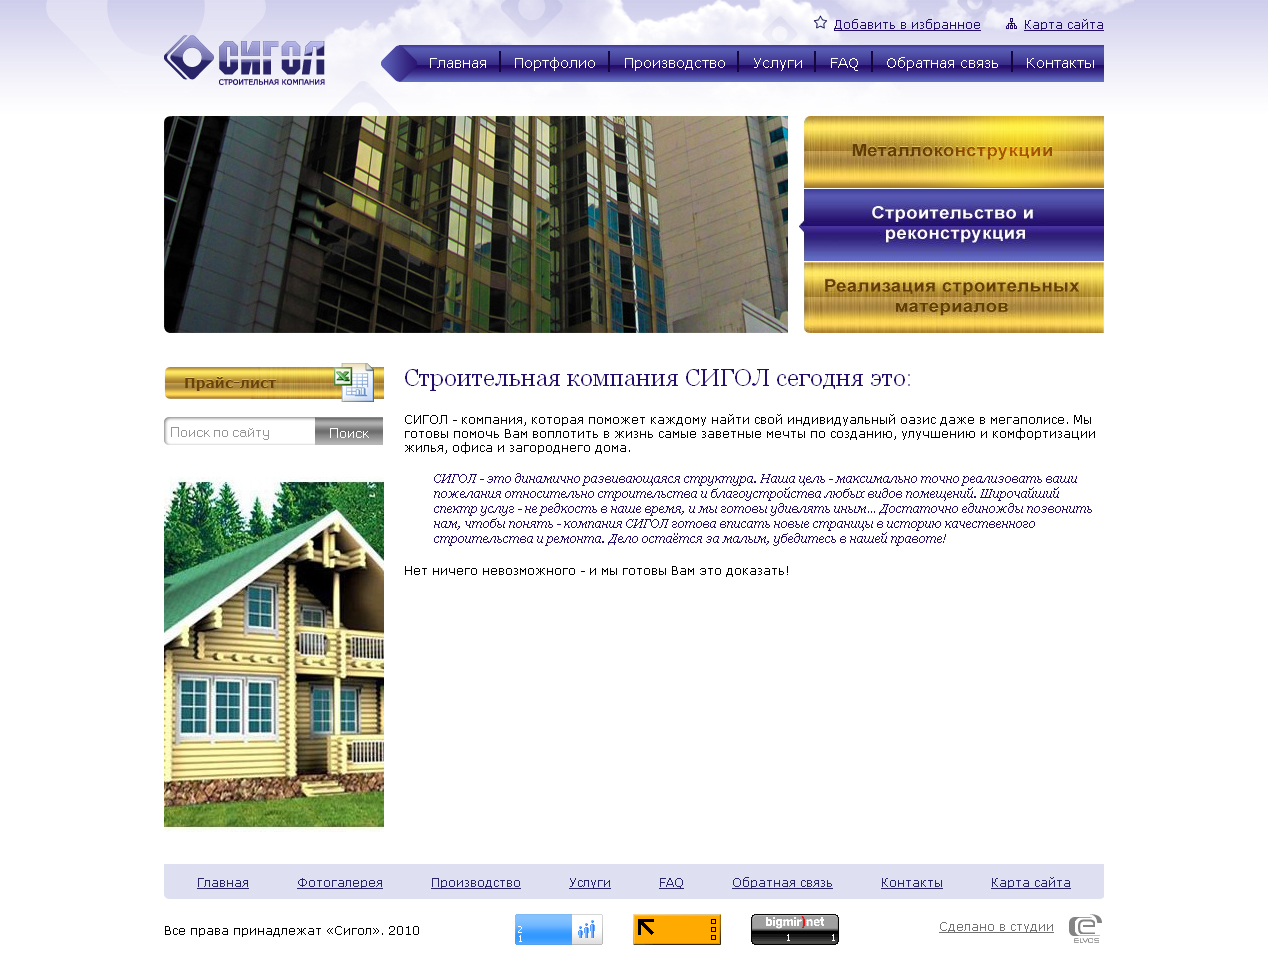 Добавить в избранное
Карта сайта
СИГОЛ
СТРОИТЕЛЬНАЯ КОМПАНИЯ
Главная
Портфолио
Производство
Услуги
FAQ
Обратная связь
Контакты
Металлоконструкции
Строительство и
реконструкция
Реализация строительных
материалов
Прайс-лист
Поиск по сайту
Поиск
Строительная компания СИГОЛ сегодня это:
СИГОЛ - компания, которая поможет каждому найти свой индивидуальный оазис даже в мегаполисе. Мы
готовы помочь Вам воплотить в жизнь самые заветные мечты по созданию, улучшению и комфортизации
жилья, офиса и загороднего дома.
СИГОЛ - это динамично развивающаяся структура. Наша цель - максимально точно реализовать ваши
пожелания относительно строительства и благоустройства любых видов помещений. Широчайший
спектр услуг - не редкость в наше время, и мы готовы удивлять иным... Достаточно единожды позвонить
нам, чтобы понять - компания СИГОЛ готова вписать новые страницы в историю качественного
строительства и ремонта. Дело остаётся за малым, убедитесь в нашей правоте!
Нет ничего невозможного - и мы готовы Вам это доказать!
Главная
Фотогалерея
Производство
Услуги
FAQ
Обратная связь
Контакты
Карта сайта
Все права принадлежат «Сигол». 2010
2
1
bigmir)net
1
1
Сделано в студии
ELVOS